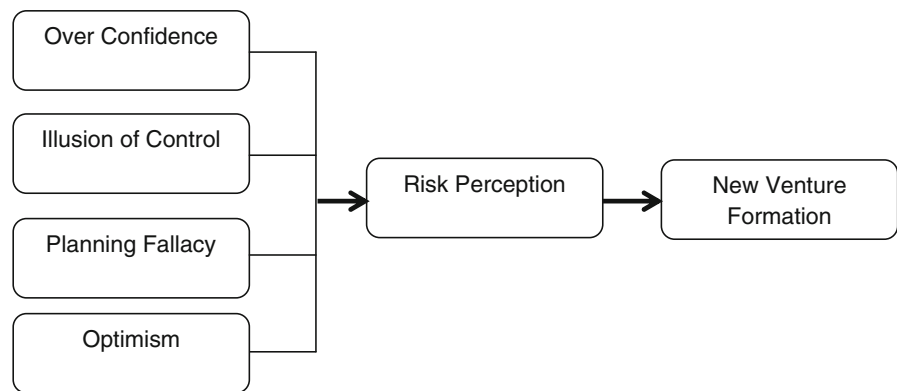 Over Confidence
Illusion of Control
Planning Fallacy
Optimism
Risk Perception
New Venture
Formation